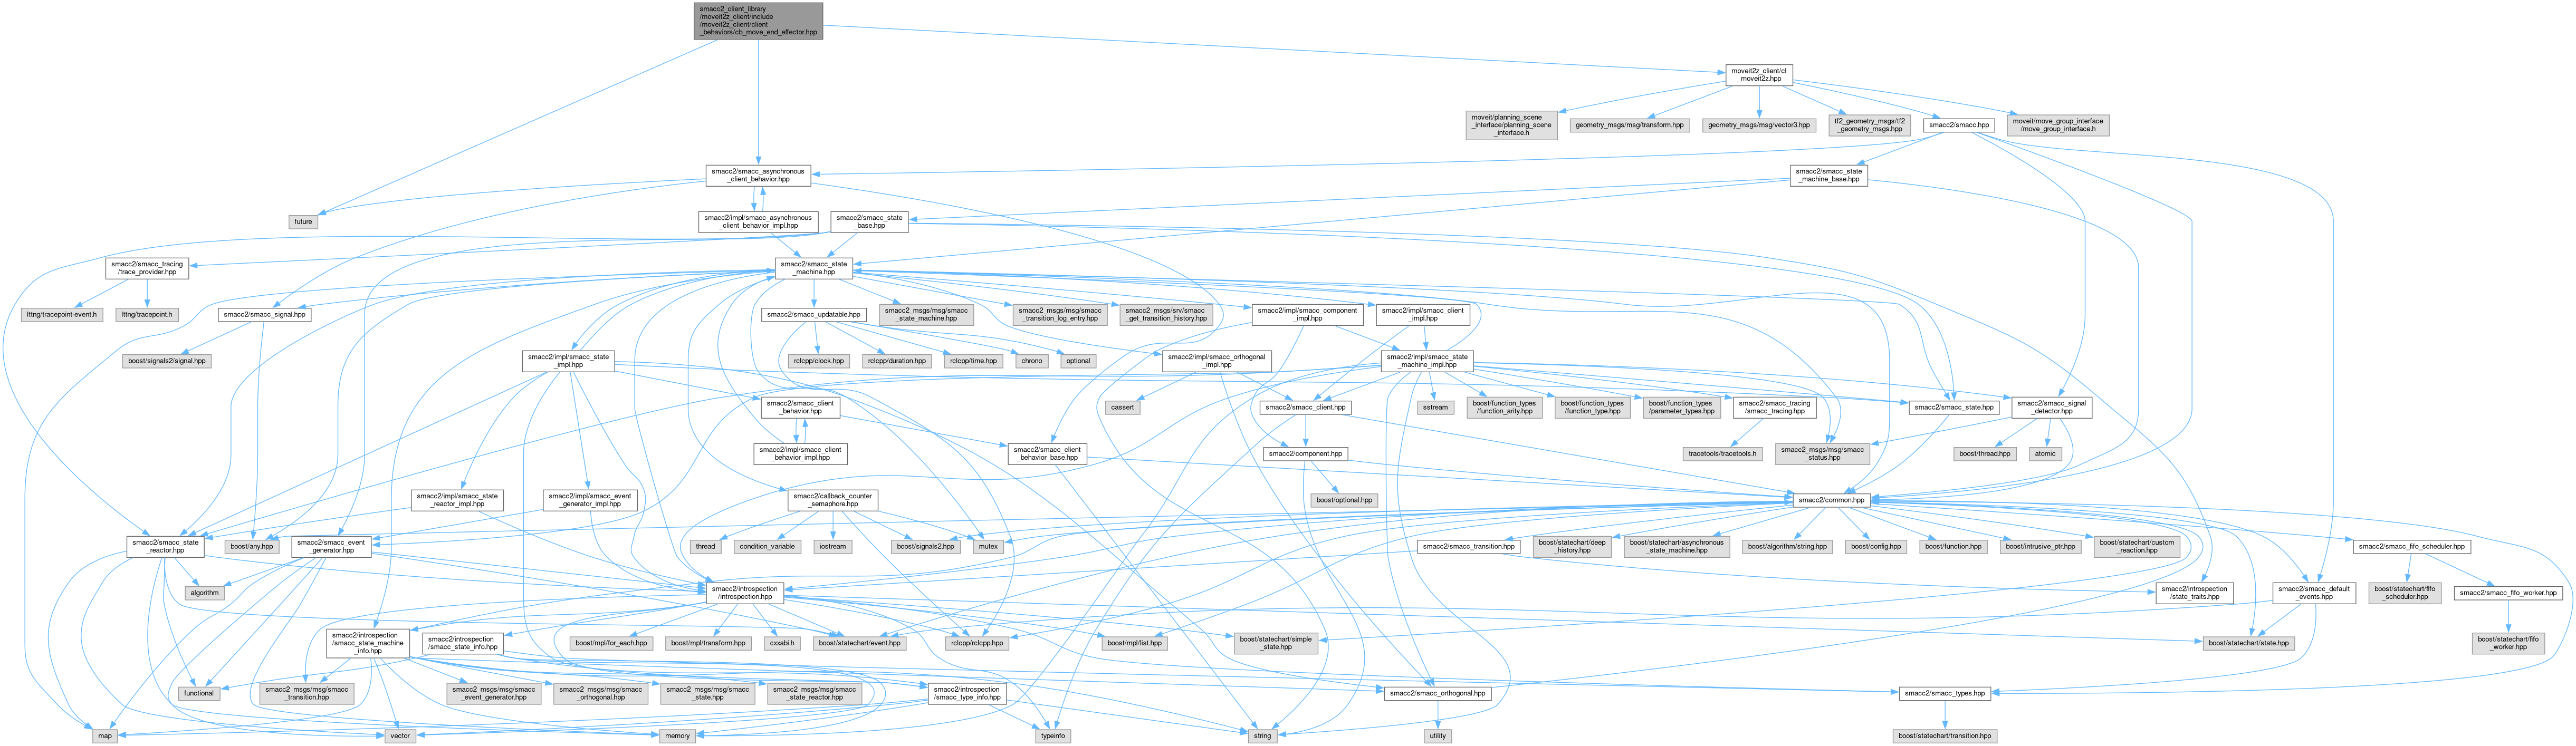 smacc2_client_library
/moveit2z_client/include
/moveit2z_client/client
_behaviors/cb_move_end_effector.hpp
moveit2z_client/cl
_moveit2z.hpp
moveit/planning_scene
_interface/planning_scene
_interface.h
geometry_msgs/msg/transform.hpp
geometry_msgs/msg/vector3.hpp
tf2_geometry_msgs/tf2
_geometry_msgs.hpp
smacc2/smacc.hpp
moveit/move_group_interface
/move_group_interface.h
smacc2/smacc_asynchronous
_client_behavior.hpp
smacc2/smacc_state
_machine_base.hpp
future
smacc2/impl/smacc_asynchronous
_client_behavior_impl.hpp
smacc2/smacc_state
_base.hpp
smacc2/smacc_tracing
/trace_provider.hpp
smacc2/smacc_state
_machine.hpp
lttng/tracepoint-event.h
lttng/tracepoint.h
smacc2/smacc_signal.hpp
smacc2/smacc_updatable.hpp
smacc2_msgs/msg/smacc
_state_machine.hpp
smacc2_msgs/msg/smacc
_transition_log_entry.hpp
smacc2_msgs/srv/smacc
_get_transition_history.hpp
smacc2/impl/smacc_component
_impl.hpp
smacc2/impl/smacc_client
_impl.hpp
boost/signals2/signal.hpp
smacc2/impl/smacc_state
_impl.hpp
rclcpp/clock.hpp
rclcpp/duration.hpp
rclcpp/time.hpp
chrono
optional
smacc2/impl/smacc_orthogonal
_impl.hpp
smacc2/impl/smacc_state
_machine_impl.hpp
smacc2/smacc_client
_behavior.hpp
cassert
smacc2/smacc_client.hpp
sstream
boost/function_types
/function_arity.hpp
boost/function_types
/function_type.hpp
boost/function_types
/parameter_types.hpp
smacc2/smacc_tracing
/smacc_tracing.hpp
smacc2/smacc_state.hpp
smacc2/smacc_signal
_detector.hpp
smacc2/impl/smacc_client
_behavior_impl.hpp
smacc2/smacc_client
_behavior_base.hpp
smacc2/component.hpp
tracetools/tracetools.h
smacc2_msgs/msg/smacc
_status.hpp
boost/thread.hpp
atomic
smacc2/impl/smacc_state
_reactor_impl.hpp
smacc2/impl/smacc_event
_generator_impl.hpp
smacc2/callback_counter
_semaphore.hpp
boost/optional.hpp
smacc2/common.hpp
smacc2/smacc_state
_reactor.hpp
boost/any.hpp
smacc2/smacc_event
_generator.hpp
thread
condition_variable
iostream
boost/signals2.hpp
mutex
smacc2/smacc_transition.hpp
boost/statechart/deep
_history.hpp
boost/statechart/asynchronous
_state_machine.hpp
boost/algorithm/string.hpp
boost/config.hpp
boost/function.hpp
boost/intrusive_ptr.hpp
boost/statechart/custom
_reaction.hpp
smacc2/smacc_fifo_scheduler.hpp
algorithm
smacc2/introspection
/introspection.hpp
smacc2/introspection
/state_traits.hpp
smacc2/smacc_default
_events.hpp
boost/statechart/fifo
_scheduler.hpp
smacc2/smacc_fifo_worker.hpp
smacc2/introspection
/smacc_state_machine
_info.hpp
smacc2/introspection
/smacc_state_info.hpp
boost/mpl/for_each.hpp
boost/mpl/transform.hpp
cxxabi.h
boost/statechart/event.hpp
rclcpp/rclcpp.hpp
boost/mpl/list.hpp
boost/statechart/simple
_state.hpp
boost/statechart/state.hpp
boost/statechart/fifo
_worker.hpp
functional
smacc2_msgs/msg/smacc
_transition.hpp
smacc2_msgs/msg/smacc
_event_generator.hpp
smacc2_msgs/msg/smacc
_orthogonal.hpp
smacc2_msgs/msg/smacc
_state.hpp
smacc2_msgs/msg/smacc
_state_reactor.hpp
smacc2/introspection
/smacc_type_info.hpp
smacc2/smacc_orthogonal.hpp
smacc2/smacc_types.hpp
map
vector
memory
typeinfo
string
utility
boost/statechart/transition.hpp